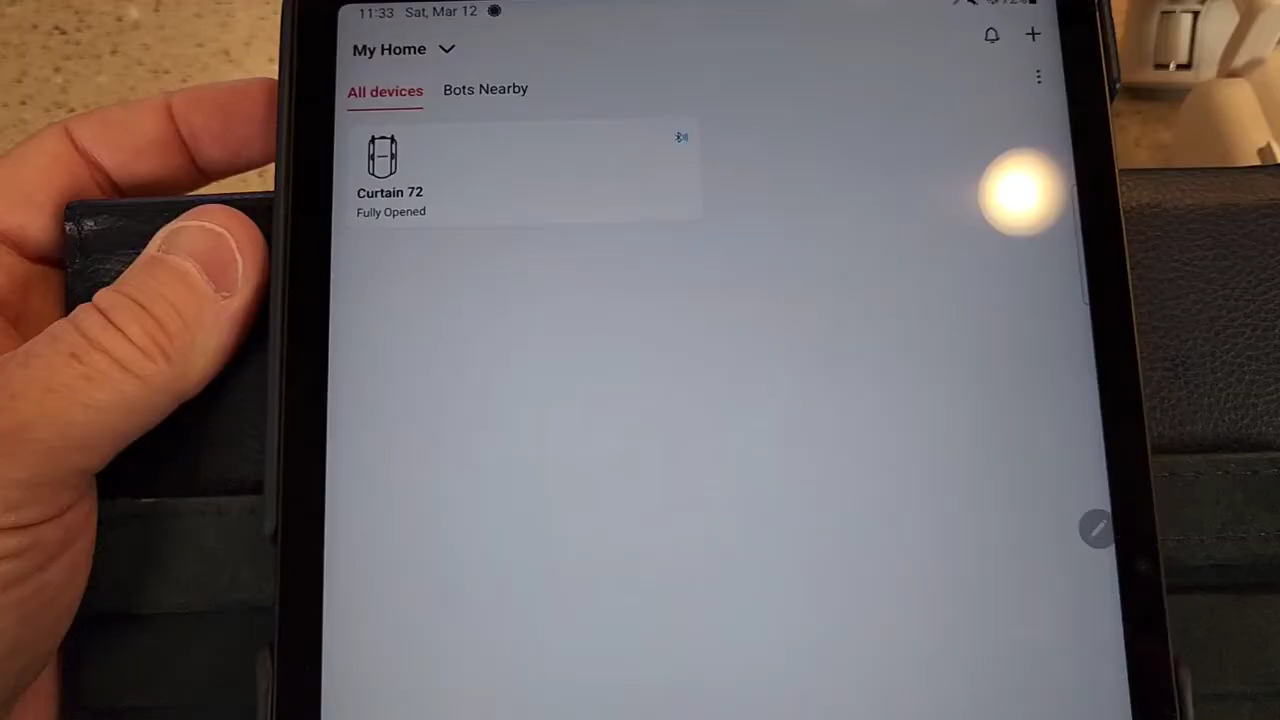 11:33 Sat, Mar 12
My Home
All devices Bots Nearby
Curtain 72
Fully Opened